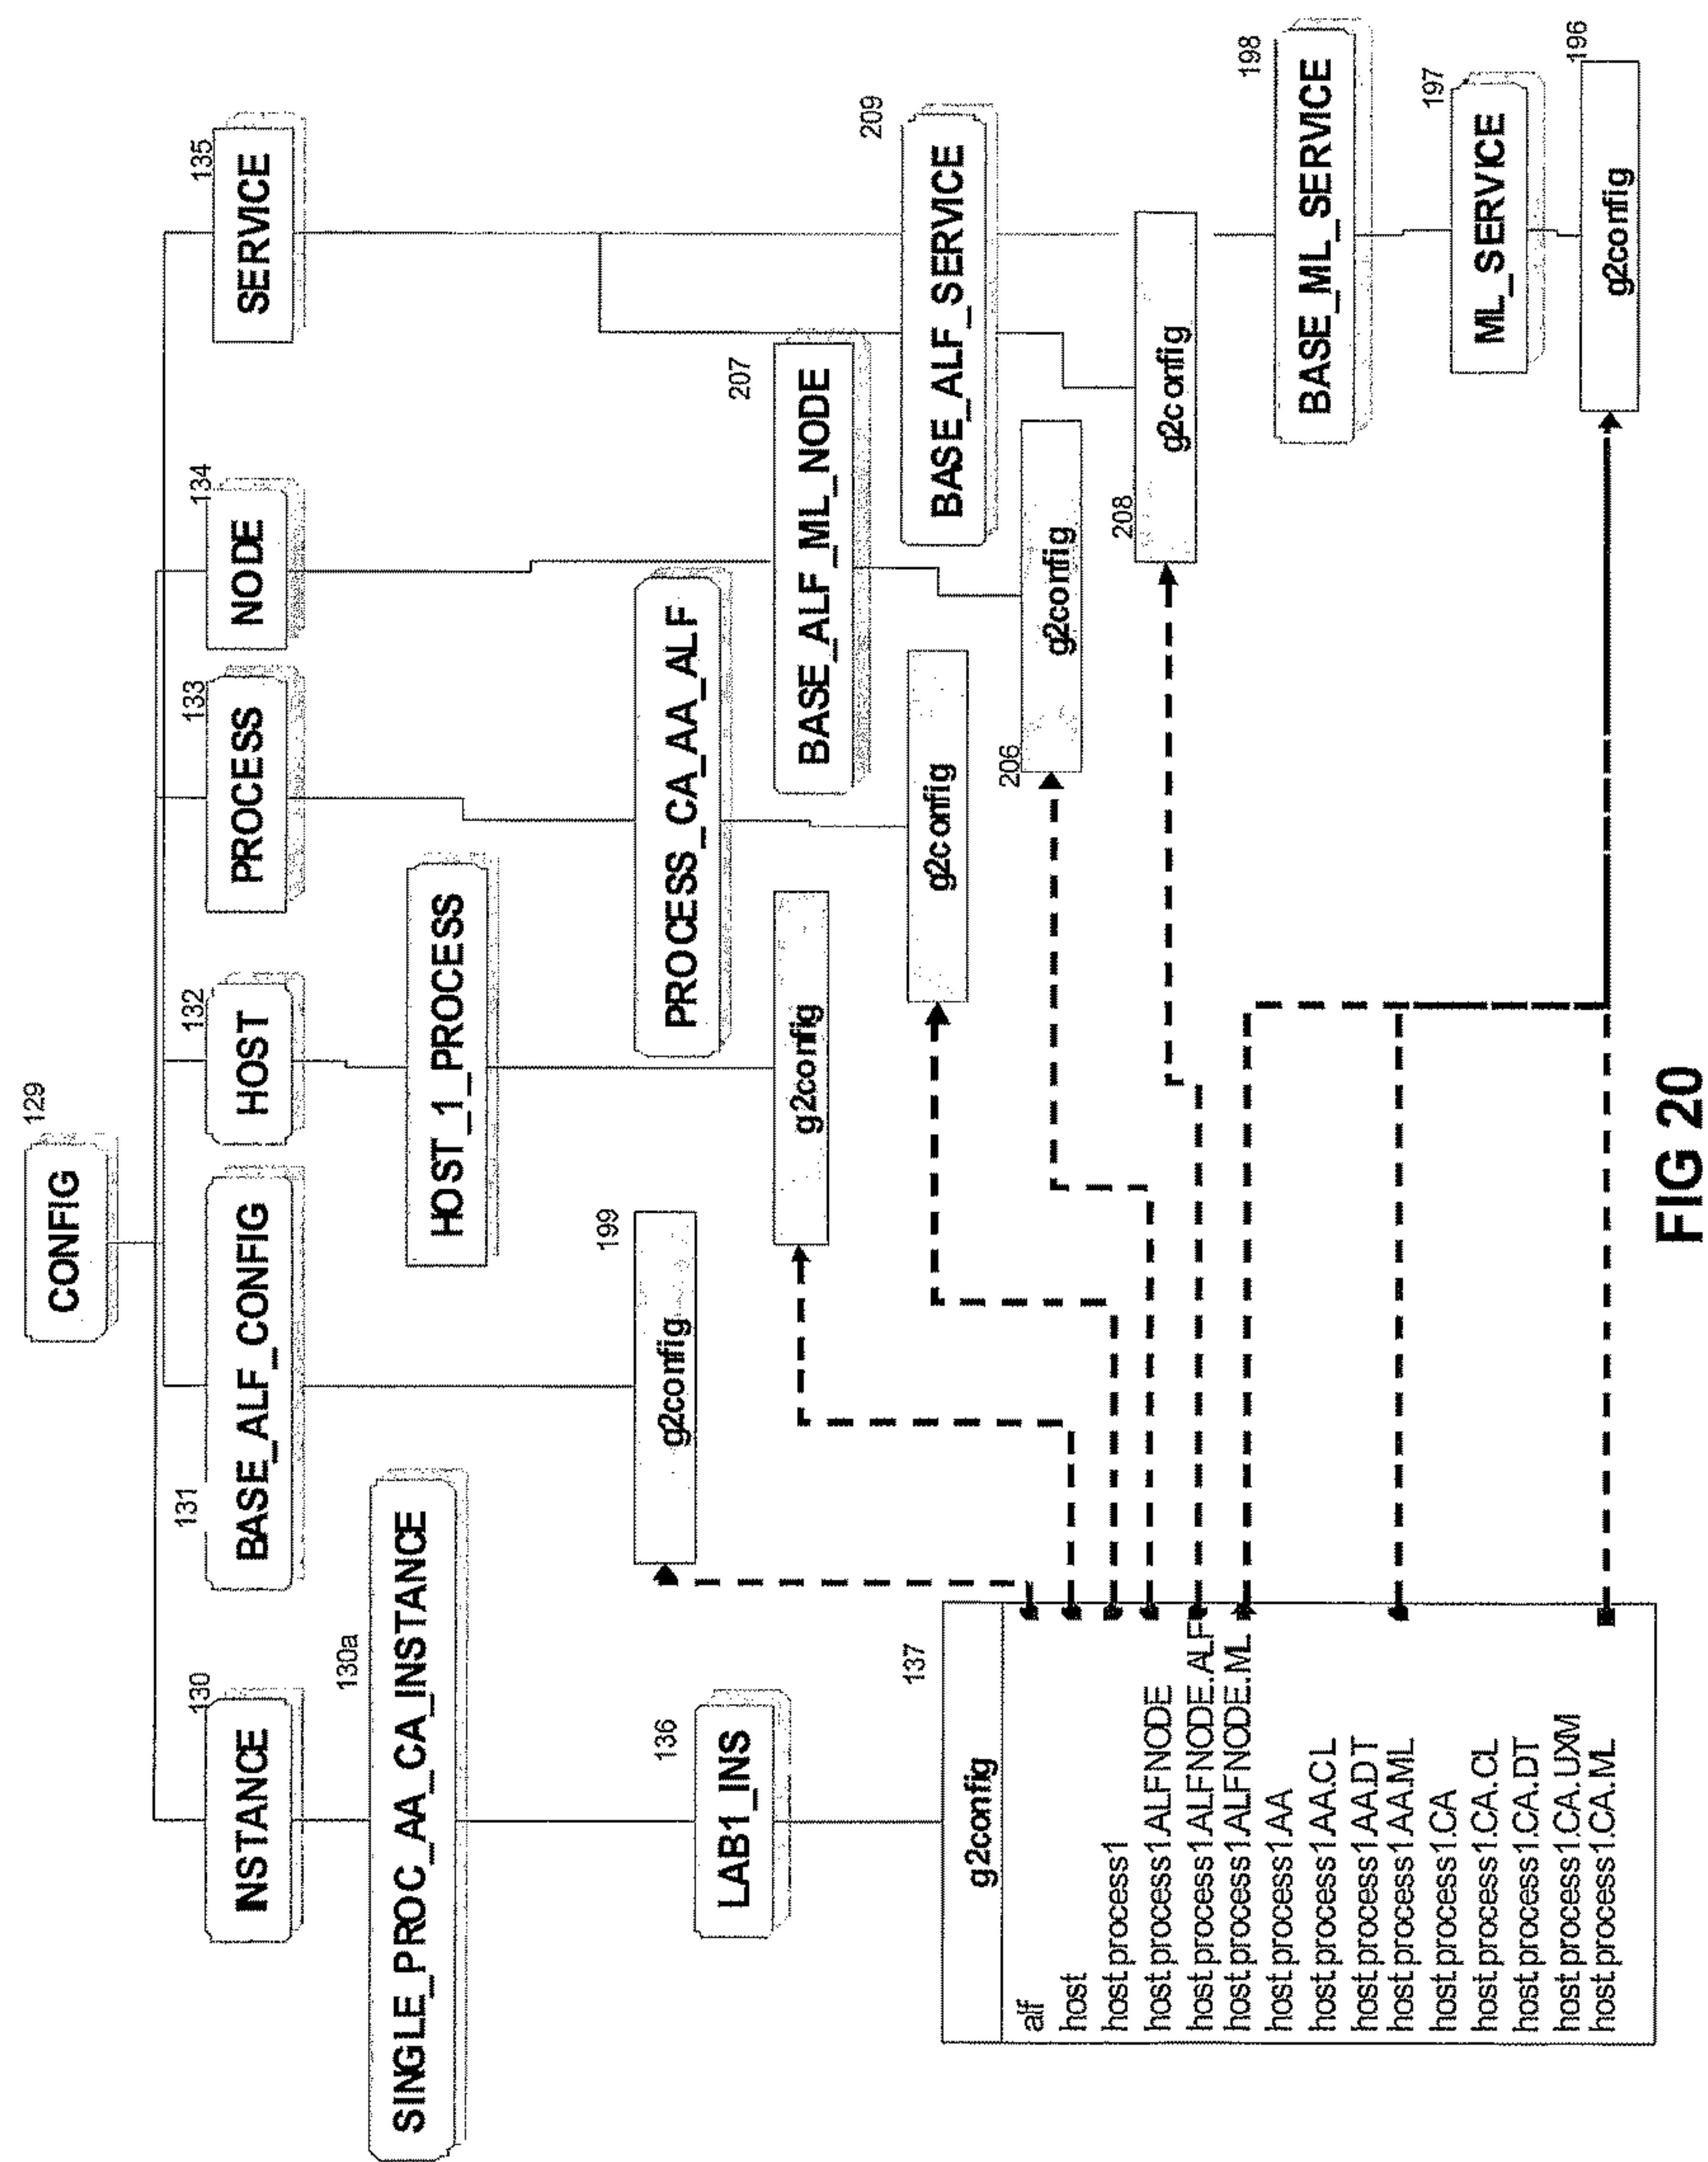 CONFIG
129
INSTANCE
130
BASE_ALF_CONFIG
131
HOST
132
PROCESS
133
NODE
134
SERVICE
135
SINGLE_PROC_AA_CA_INSTANCE
130a
HOST_1_PROCESS
LAB1_INS
136
g2config
199
PROCESS_CA_AA_ALF
g2config
BASE_ALF_ML_NODE
207
g2config
BASE_ALF_SERVICE
209
g2config
206
g2config
208
BASE_ML_SERVICE
198
ML_SERVICE
197
g2config
196
137
g2config
alf
host
host.process1
host.process1.ALFNODE
host.process1.ALFNODE.ALF
host.process1.ALFNODE.ML
host.process1.AA
host.process1.AA.CL
host.process1.AA.DT
host.process1.AA.ML
host.process1.CA
host.process1.CA.CL
host.process1.CA.DT
host.process1.CA.UXM
host.process1.CA.ML
FIG 20